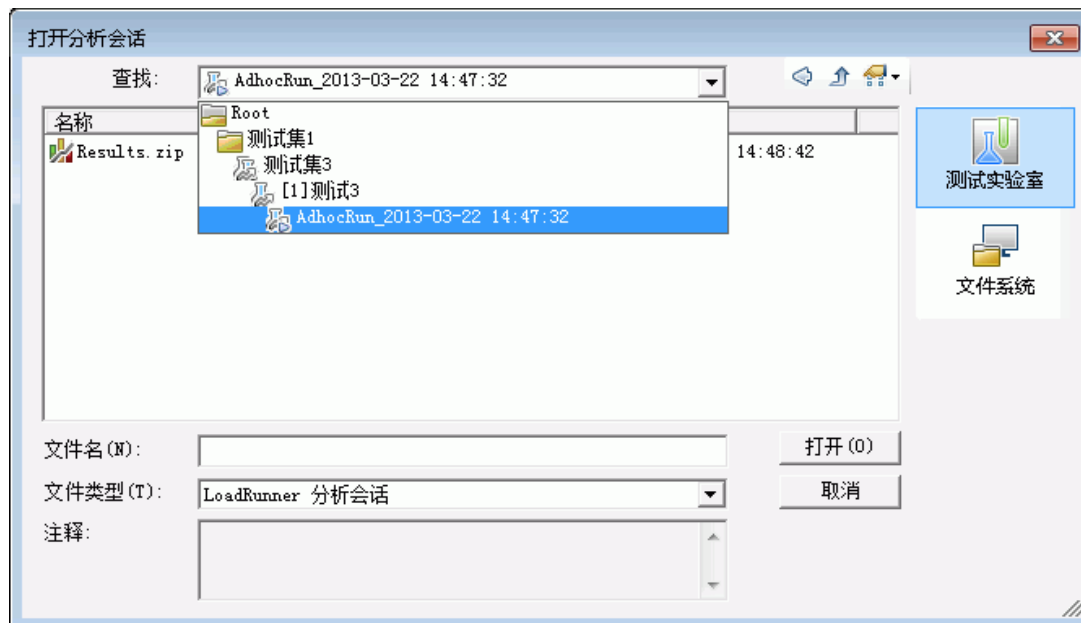 打开分析会话
查找:
AdhocRun_2013-03-22 14:47:32
名称
Root
测试集1
测试集3
[1]测试3
AdhocRun_2013-03-22 14:47:32
Results.zip
14:48:42
测试实验室
文件系统
文件名(N):
打开(O)
文件类型(T):
LoadRunner 分析会话
取消
注释: